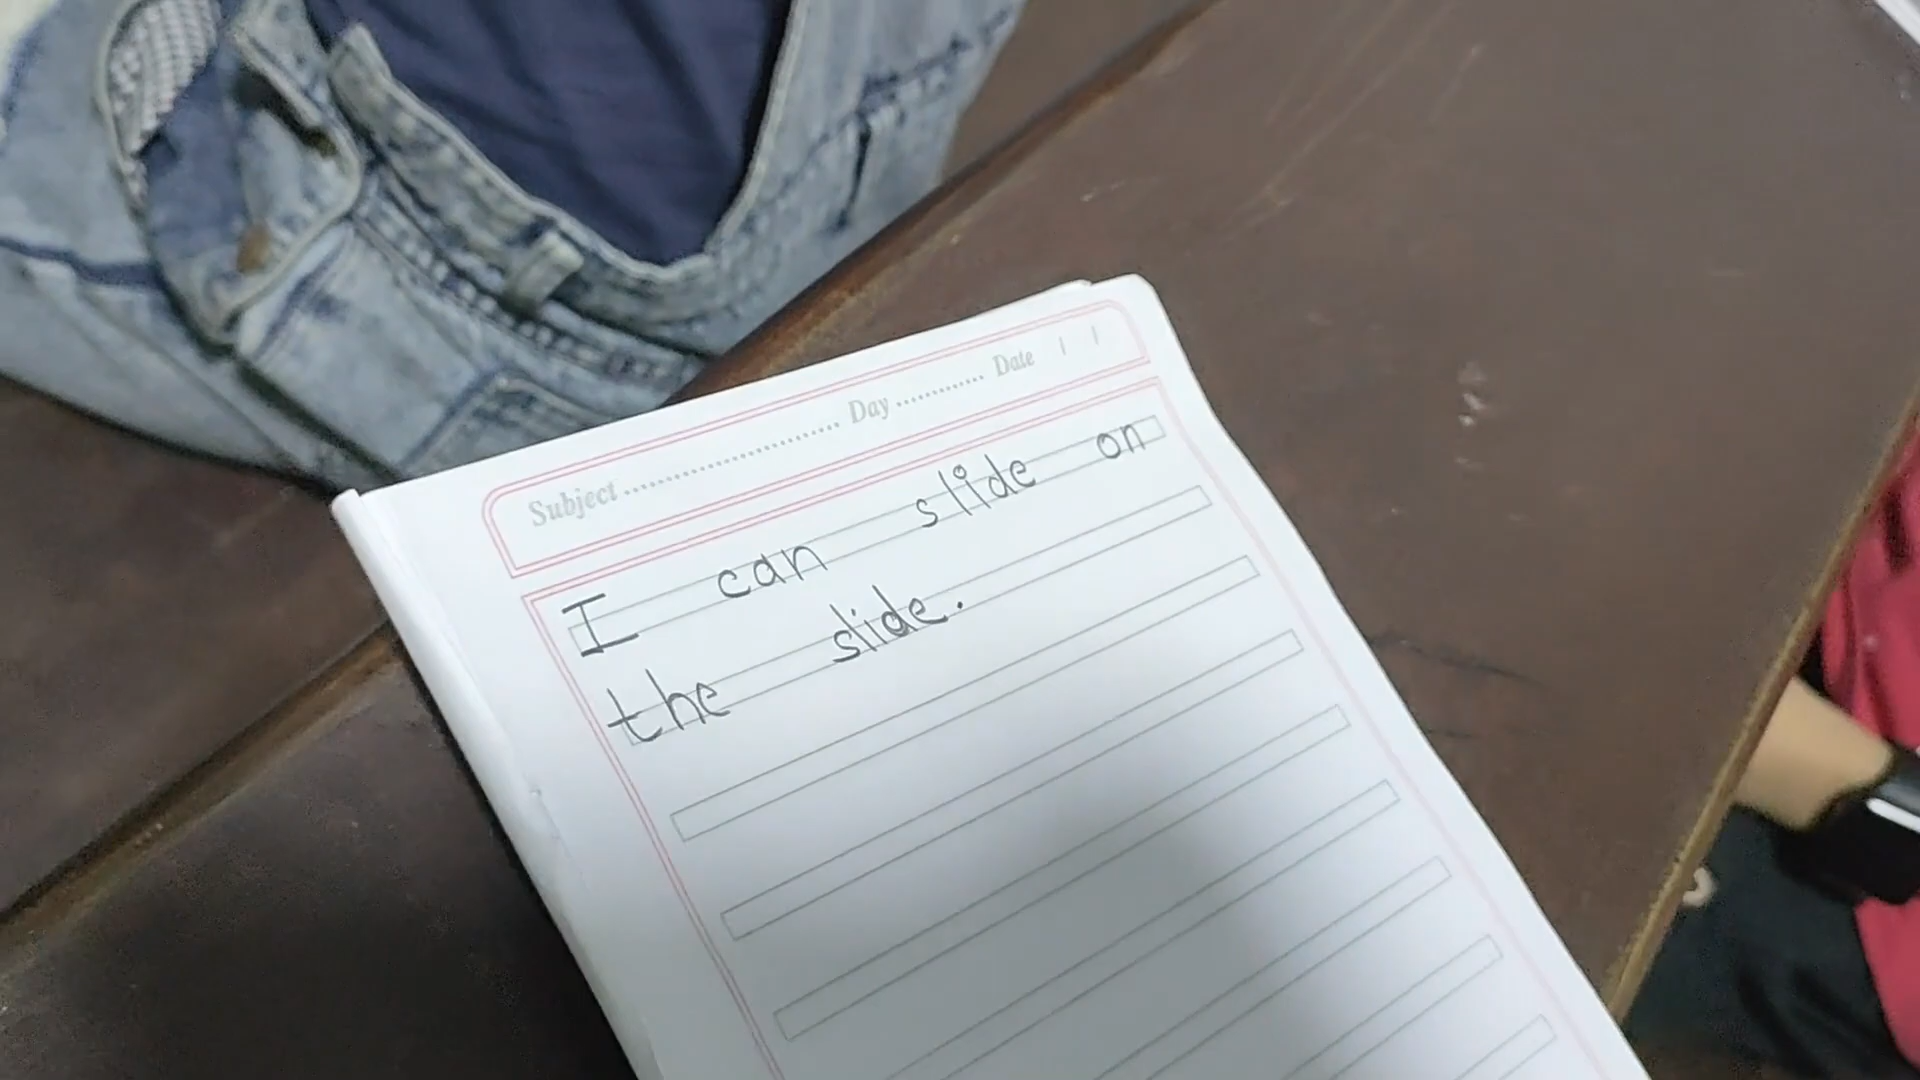 Subject ........................... Day ............ Date / /
I can slide on
the slide.